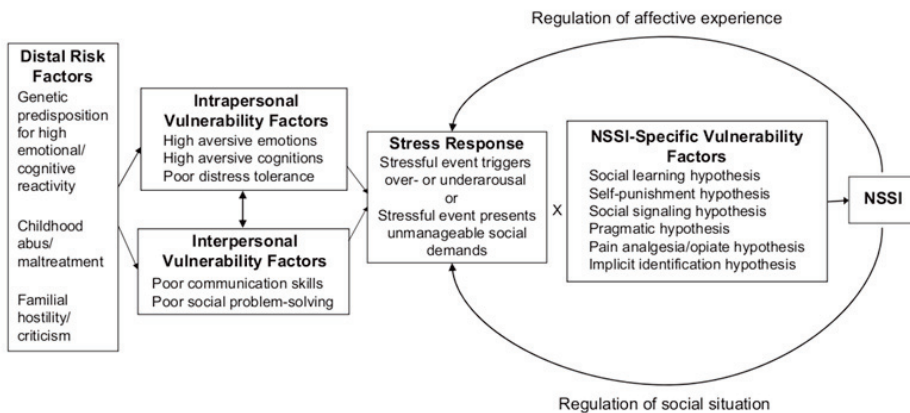 Regulation of affective experience
Distal Risk
Factors
Genetic
predisposition
for high
emotional/
cognitive
reactivity
Childhood
abus/
maltreatment
Familial
hostility/
criticism
Intrapersonal
Vulnerability Factors
High aversive emotions
High aversive cognitions
Poor distress tolerance
Interpersonal
Vulnerability Factors
Poor communication skills
Poor social problem-solving
Stress Response
Stressful event triggers
over- or underarousal
or
Stressful event presents
unmanageable social
demands
X
NSSI-Specific Vulnerability
Factors
Social learning hypothesis
Self-punishment hypothesis
Social signaling hypothesis
Pragmatic hypothesis
Pain analgesia/opiate hypothesis
Implicit identification hypothesis
NSSI
Regulation of social situation